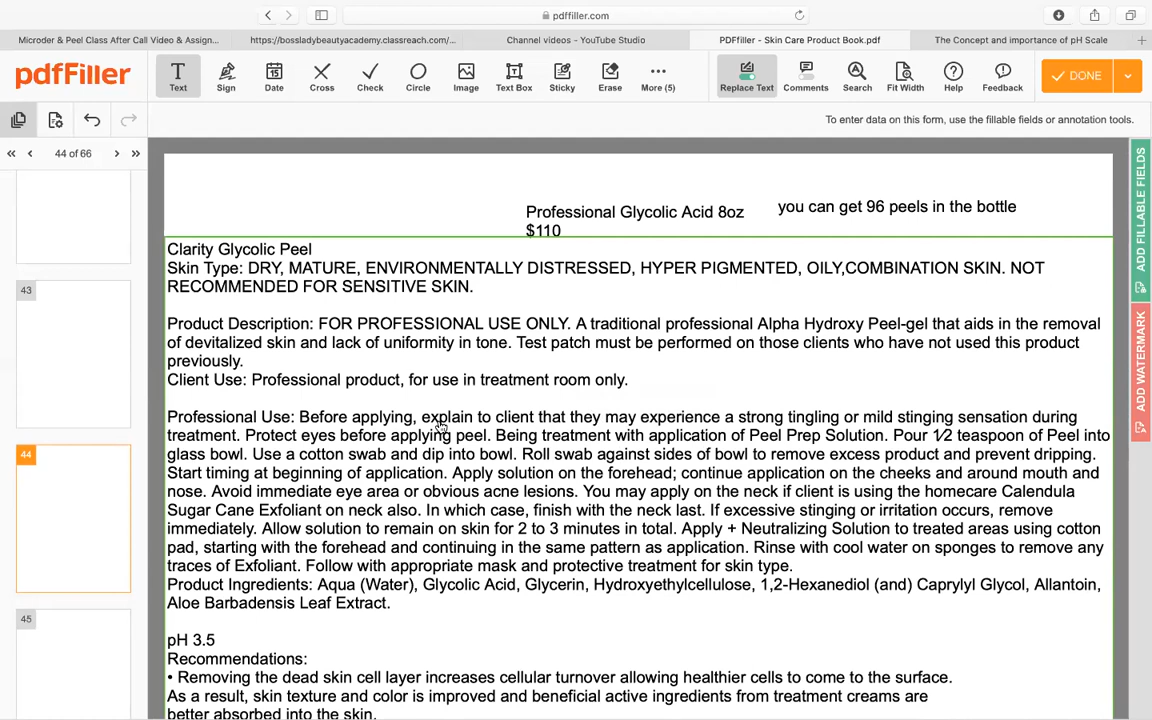 pdffiller.com
Microder & Peel Class After Call Video & Assign...
https://bossladybeautyacademy.classreach.com/...
Channel videos - YouTube Studio
PDFfiller - Skin Care Product Book.pdf
The Concept and importance of pH Scale
pdfFiller
Text
Sign
15
Date
Cross
Check
Circle
Image
Text Box
Sticky
Erase
More (5)
Replace Text
Comments
Search
Fit Width
Help
Feedback
DONE
To enter data on this form, use the fillable fields or annotation tools.
44 of 66
43
44
45
ADD FILLABLE FIELDS
ADD WATERMARK
Professional Glycolic Acid 8oz
$110
you can get 96 peels in the bottle
Clarity Glycolic Peel
Skin Type: DRY, MATURE, ENVIRONMENTALLY DISTRESSED, HYPER PIGMENTED, OILY,COMBINATION SKIN. NOT
RECOMMENDED FOR SENSITIVE SKIN.
Product Description: FOR PROFESSIONAL USE ONLY. A traditional professional Alpha Hydroxy Peel-gel that aids in the removal
of devitalized skin and lack of uniformity in tone. Test patch must be performed on those clients who have not used this product
previously.
Client Use: Professional product, for use in treatment room only.
Professional Use: Before applying, explain to client that they may experience a strong tingling or mild stinging sensation during
treatment. Protect eyes before applying peel. Being treatment with application of Peel Prep Solution. Pour 1⁄2 teaspoon of Peel into
glass bowl. Use a cotton swab and dip into bowl. Roll swab against sides of bowl to remove excess product and prevent dripping.
Start timing at beginning of application. Apply solution on the forehead; continue application on the cheeks and around mouth and
nose. Avoid immediate eye area or obvious acne lesions. You may apply on the neck if client is using the homecare Calendula
Sugar Cane Exfoliant on neck also. In which case, finish with the neck last. If excessive stinging or irritation occurs, remove
immediately. Allow solution to remain on skin for 2 to 3 minutes in total. Apply + Neutralizing Solution to treated areas using cotton
pad, starting with the forehead and continuing in the same pattern as application. Rinse with cool water on sponges to remove any
traces of Exfoliant. Follow with appropriate mask and protective treatment for skin type.
Product Ingredients: Aqua (Water), Glycolic Acid, Glycerin, Hydroxyethylcellulose, 1,2-Hexanediol (and) Caprylyl Glycol, Allantoin,
Aloe Barbadensis Leaf Extract.
pH 3.5
Recommendations:
• Removing the dead skin cell layer increases cellular turnover allowing healthier cells to come to the surface.
As a result, skin texture and color is improved and beneficial active ingredients from treatment creams are
better absorbed into the skin.